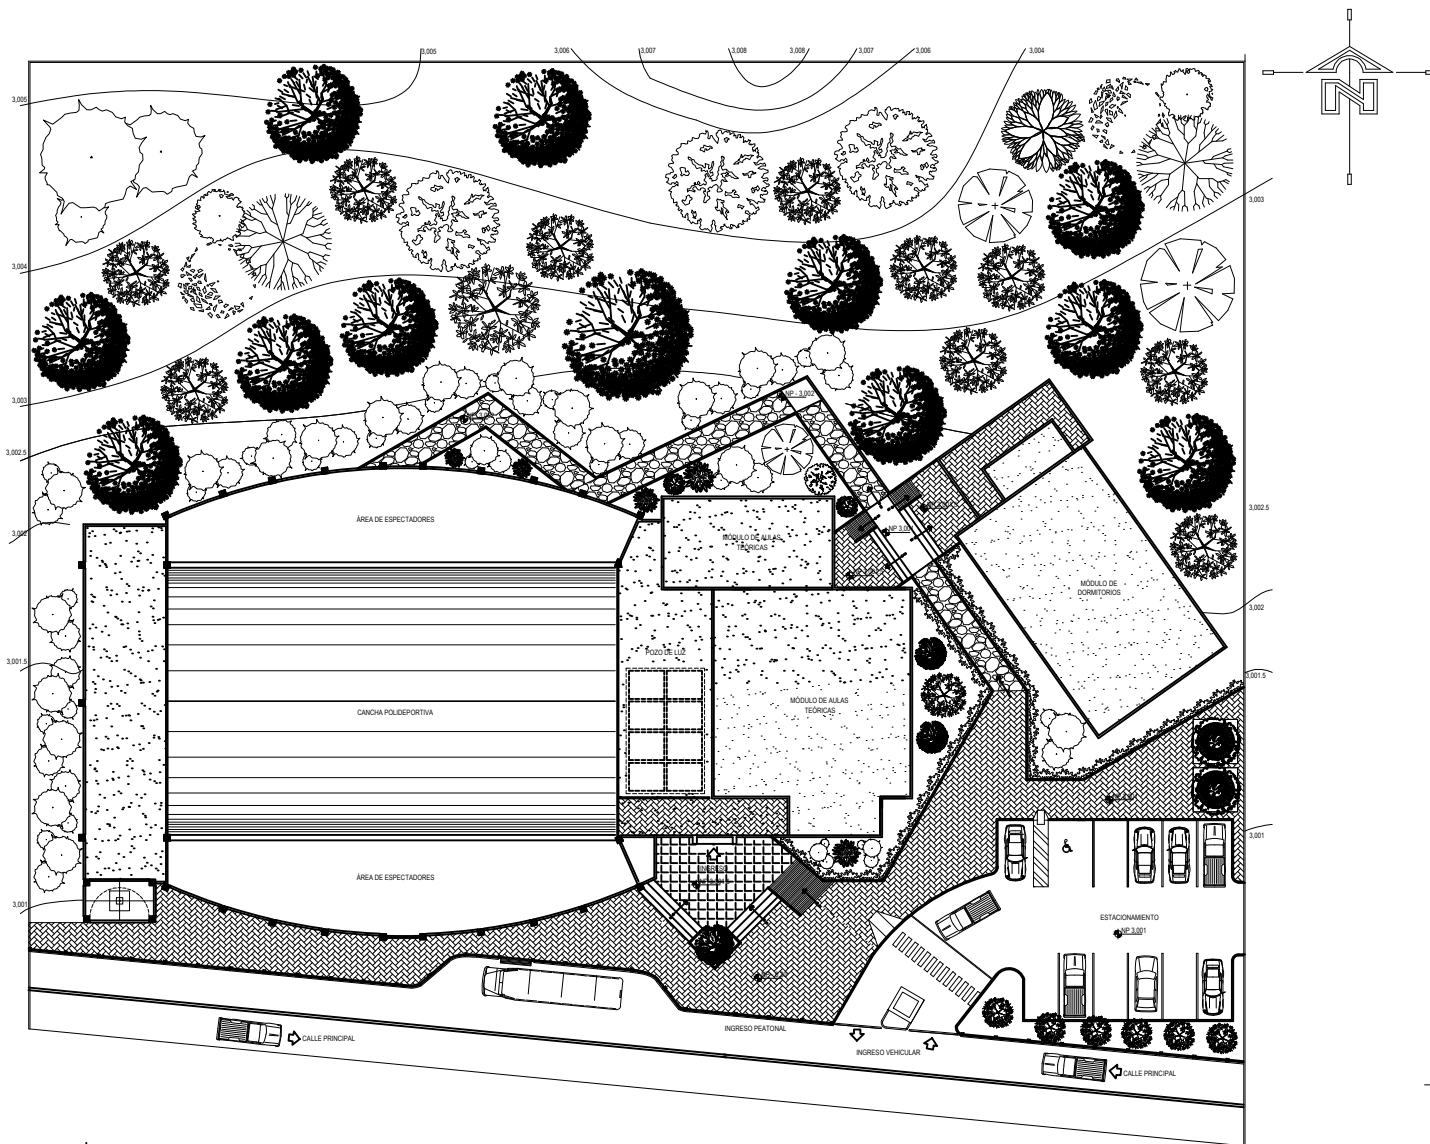 3,005
3,006
3,007
3,008
3,008
3,007
3,006
3,004
N
3,005
3,003
3,004
3,003
NP - 3,002
3,002.5
3,002.5
ÁREA DE ESPECTADORES
3,002
NP 3,001
MÓDULO DE AULAS
TEÓRICAS
MÓDULO DE
DORMITORIOS
3,002
POZO DE LUZ
3,001.5
3,001.5
MÓDULO DE AULAS
TEÓRICAS
CANCHA POLIDEPORTIVA
3,001
INGRESO
ÁREA DE ESPECTADORES
3,001
ESTACIONAMIENTO
NP 3,001
INGRESO PEATONAL
CALLE PRINCIPAL
INGRESO VEHICULAR
CALLE PRINCIPAL